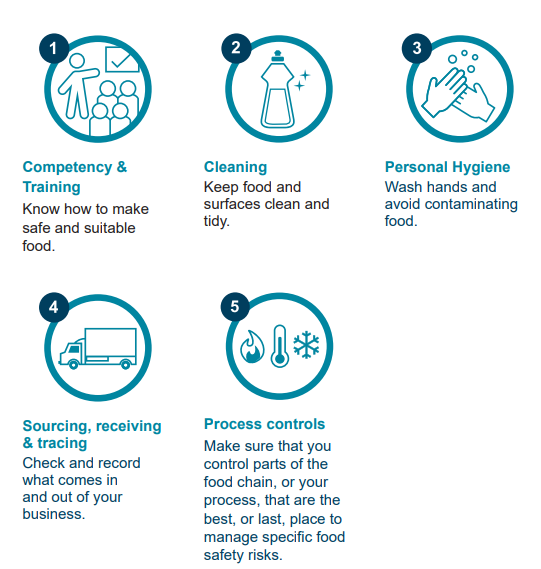 1
Competency &
Training
Know how to make
safe and suitable
food.
2
Cleaning
Keep food and
surfaces clean and
tidy.
3
Personal Hygiene
Wash hands and
avoid contaminating
food.
4
Sourcing, receiving
& tracing
Check and record
what comes in
and out of your
business.
5
Process controls
Make sure that you
control parts of the
food chain, or your
process, that are the
best, or last, place to
manage specific food
safety risks.